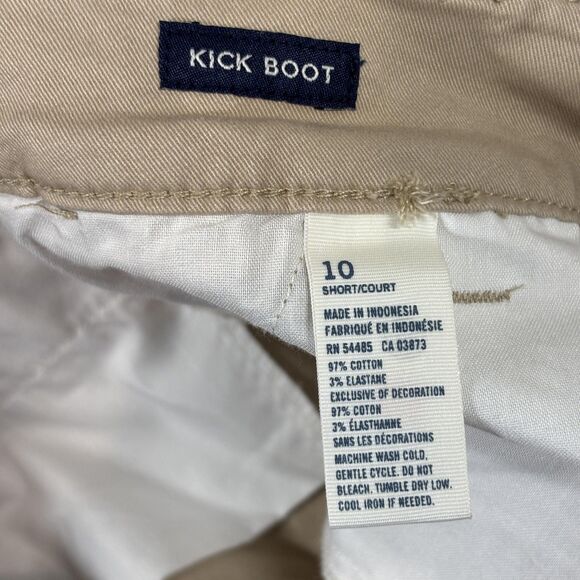 KICK BOOT
10
SHORT/COURT
MADE IN INDONESIA
FABRIQUÉ EN INDONÉSIE
RN 54485 CA 03873
97% COTTON
3% ELASTANE
EXCLUSIVE OF DECORATION
97% COTON
3% ÉLASTHANNE
SANS LES DÉCORATIONS
MACHINE WASH COLD,
GENTLE CYCLE. DO NOT
BLEACH. TUMBLE DRY LOW.
COOL IRON IF NEEDED.